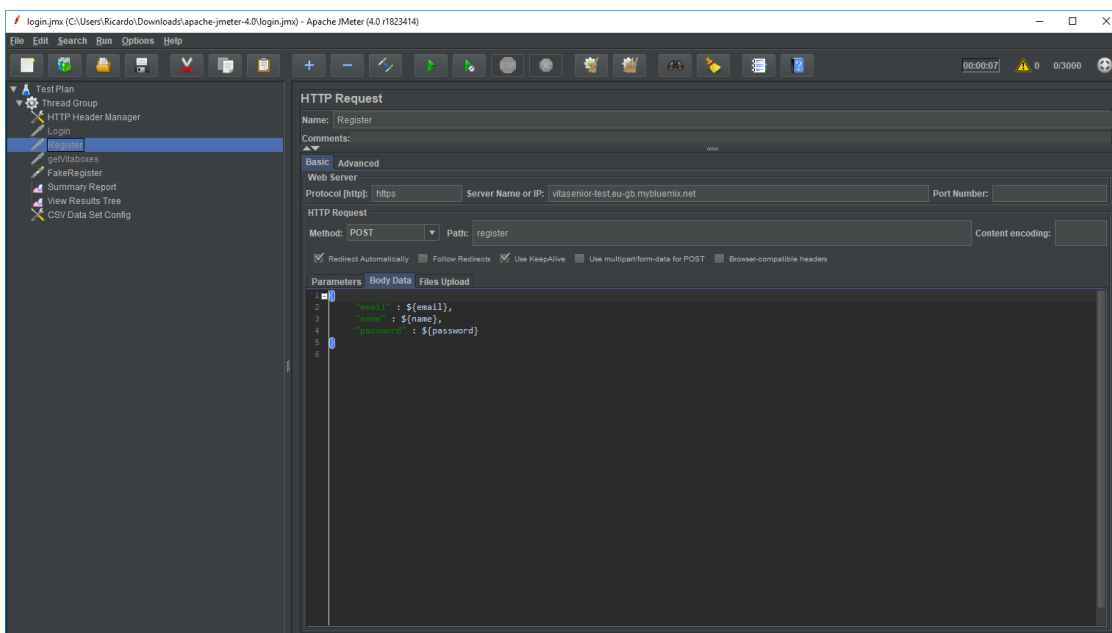 login.jmx (C:\Users\Ricardo\Downloads\apache-jmeter-4.0\login.jmx) - Apache JMeter (4.0 r1823414)
File Edit Search Run Options Help
00:00:07 0 0/3000
Test Plan
Thread Group
HTTP Header Manager
Login
Register
getVitaboxes
FakeRegister
Summary Report
View Results Tree
CSV Data Set Config
HTTP Request
Name: Register
Comments:
Basic Advanced
Web Server
Protocol [http]: https Server Name or IP: vitasenior-test.eu-gb.mybluemix.net Port Number:
HTTP Request
Method: POST Path: register Content encoding:
Redirect Automatically Follow Redirects Use KeepAlive Use multipart/form-data for POST Browser-compatible headers
Parameters Body Data Files Upload
1 {
2 "email" : ${email},
3 "name" : ${name},
4 "password" : ${password}
5 }
6